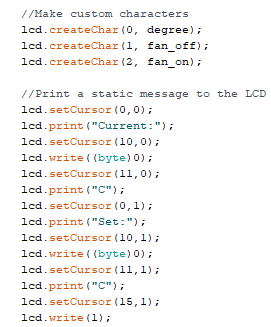 //Make custom characters
lcd.createChar(0, degree);
lcd.createChar(1, fan_off);
lcd.createChar(2, fan_on);
//Print a static message to the LCD
lcd.setCursor(0,0);
lcd.print("Current:");
lcd.setCursor(10,0);
lcd.write((byte)0);
lcd.setCursor(11,0);
lcd.print("C");
lcd.setCursor(0,1);
lcd.print("Set:");
lcd.setCursor(10,1);
lcd.write((byte)0);
lcd.setCursor(11,1);
lcd.print("C");
lcd.setCursor(15,1);
lcd.write(1);